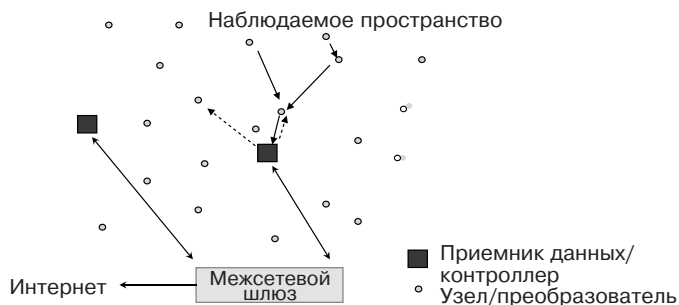 Наблюдаемое пространство
Приемник данных/
контроллер
Узел/преобразователь
Межсетевой
шлюз
Интернет